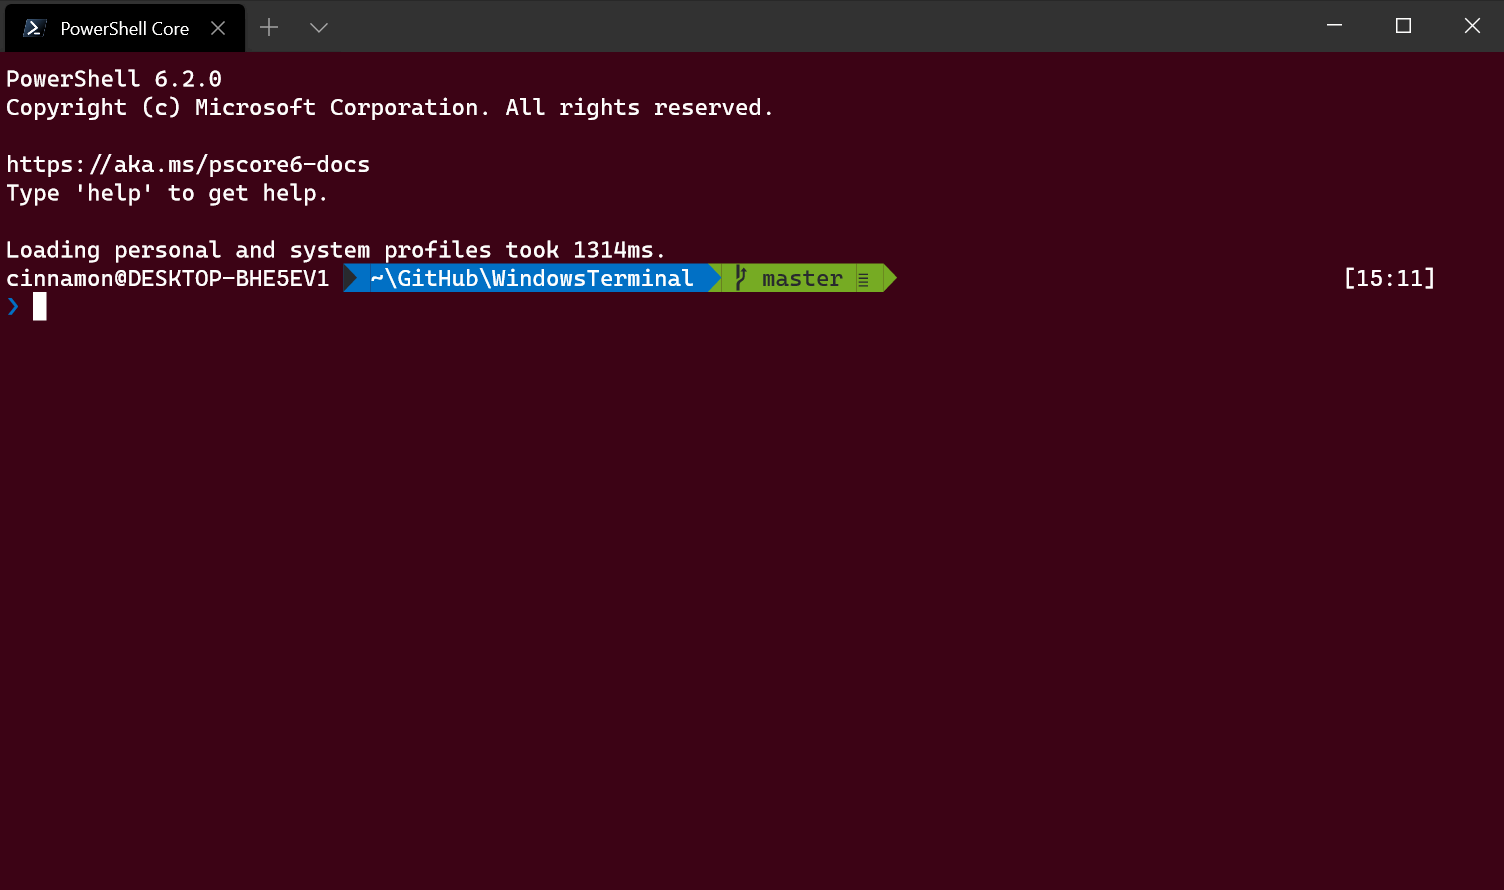 PowerShell Core
PowerShell 6.2.0
Copyright (c) Microsoft Corporation. All rights reserved.
https://aka.ms/pscore6-docs
Type 'help' to get help.
Loading personal and system profiles took 1314ms.
cinnamon@DESKTOP-BHE5EV1 ~\GitHub\WindowsTerminal master ≡ [15:11]
❯